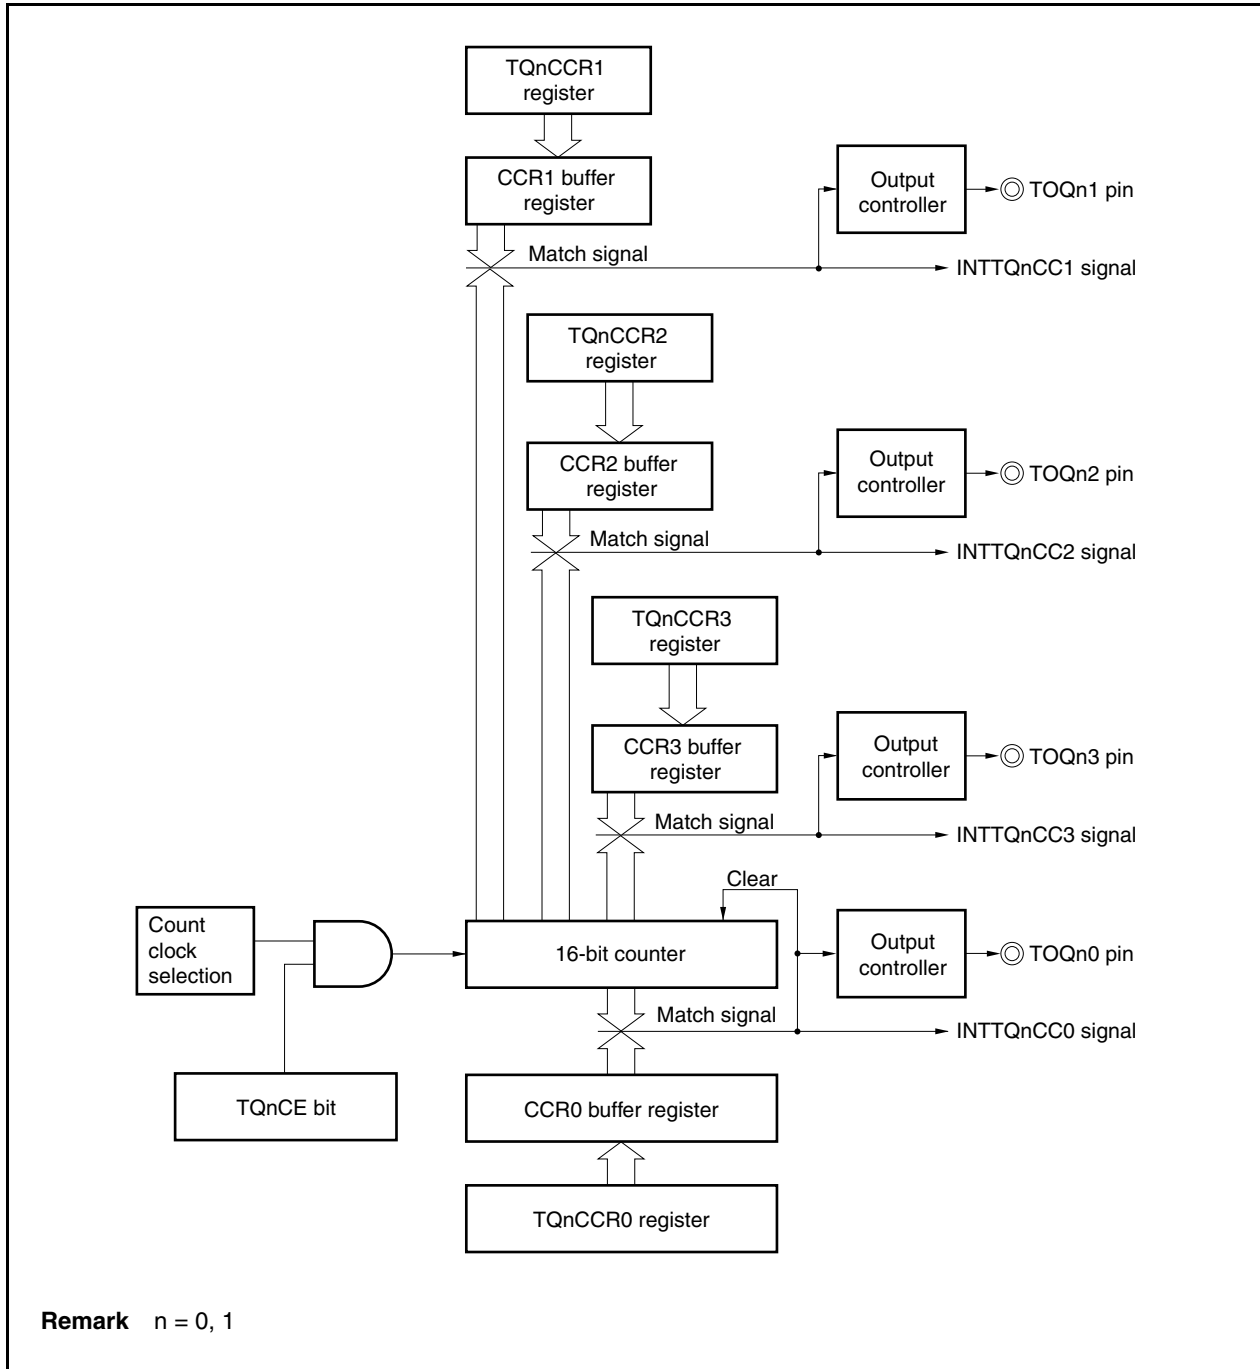 TQnCCR1
register
CCR1 buffer
register
Output
controller
TOQn1 pin
Match signal
INTTQnCC1 signal
TQnCCR2
register
CCR2 buffer
register
Output
controller
TOQn2 pin
Match signal
INTTQnCC2 signal
TQnCCR3
register
CCR3 buffer
register
Output
controller
TOQn3 pin
Match signal
INTTQnCC3 signal
Clear
Count
clock
selection
16-bit counter
Output
controller
TOQn0 pin
Match signal
INTTQnCC0 signal
TQnCE bit
CCR0 buffer register
TQnCCR0 register
Remark n = 0, 1